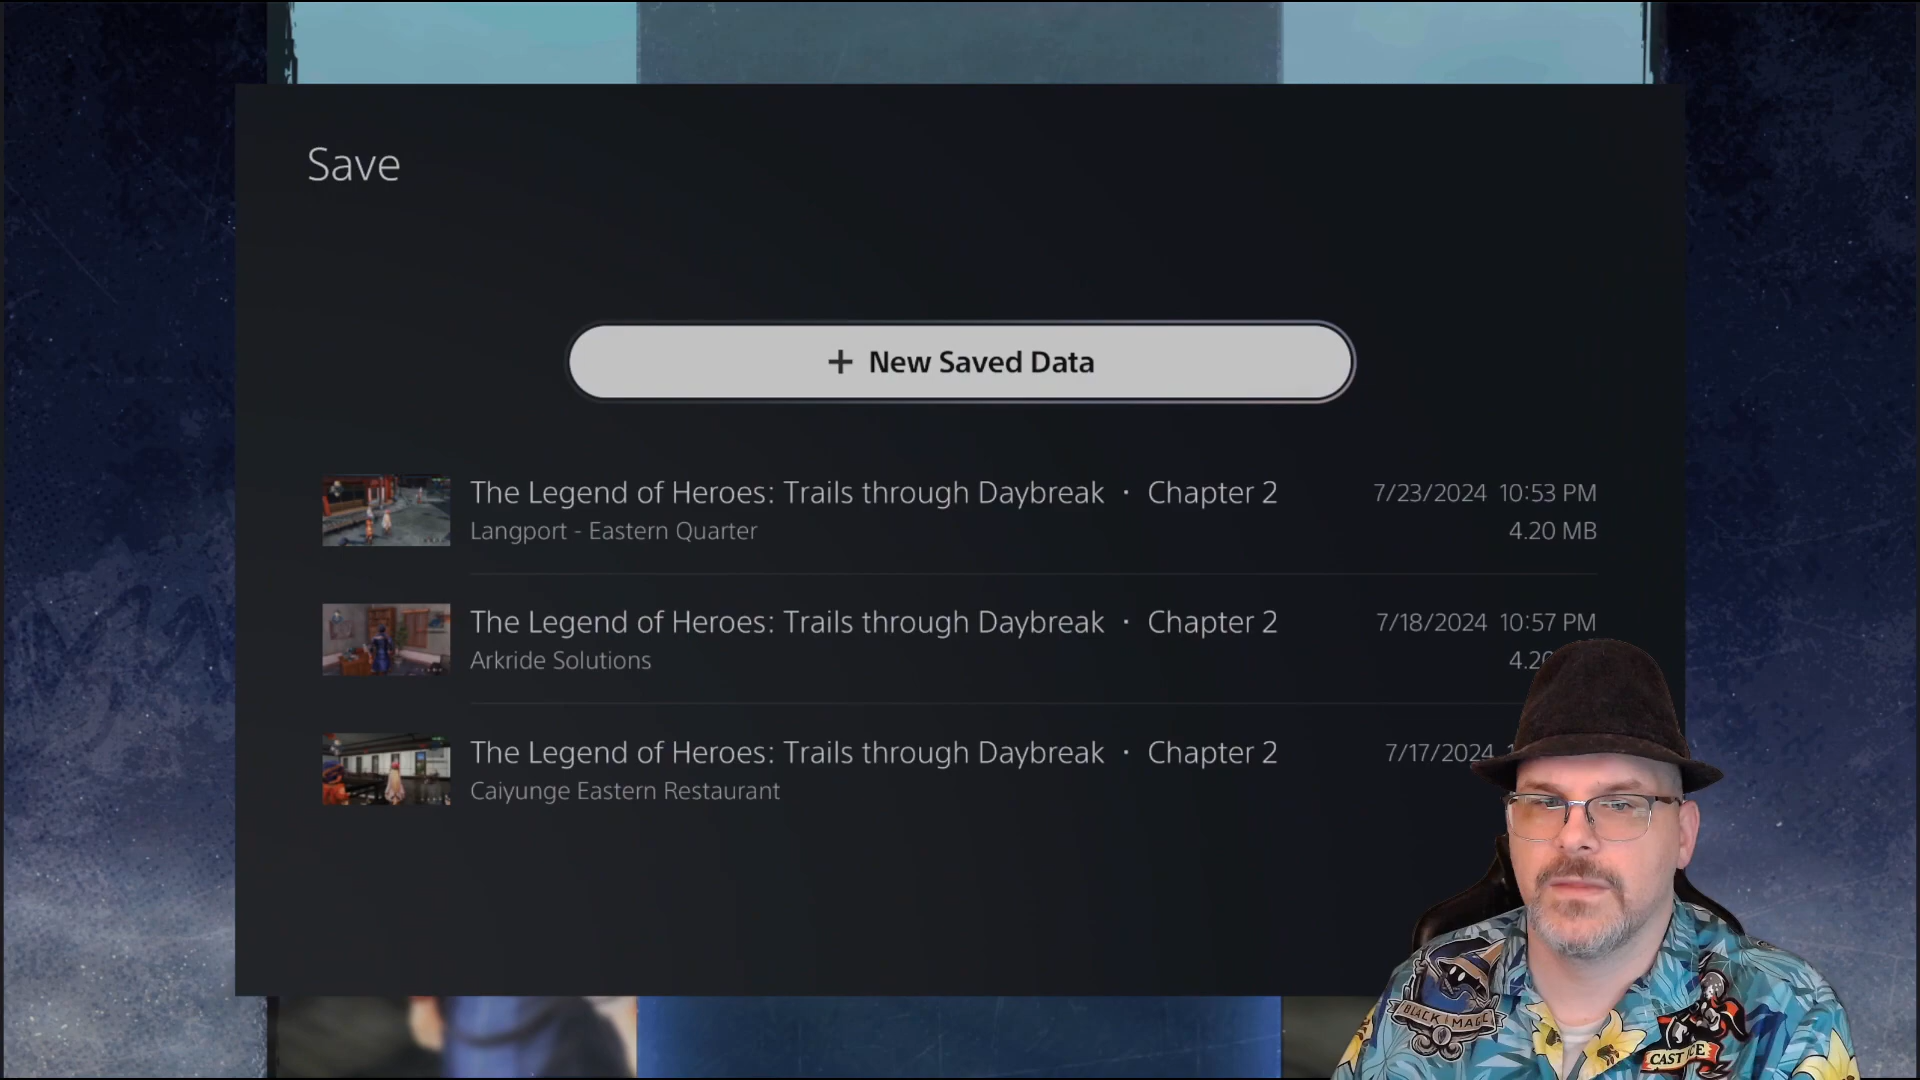 Save
+ New Saved Data
The Legend of Heroes: Trails through Daybreak · Chapter 2 7/23/2024 10:53 PM
Langport - Eastern Quarter 4.20 MB
The Legend of Heroes: Trails through Daybreak · Chapter 2 7/18/2024 10:57 PM
Arkride Solutions 4.20
The Legend of Heroes: Trails through Daybreak · Chapter 2 7/17/2024
Caiyunge Eastern Restaurant
BLACK MAGE
CAST